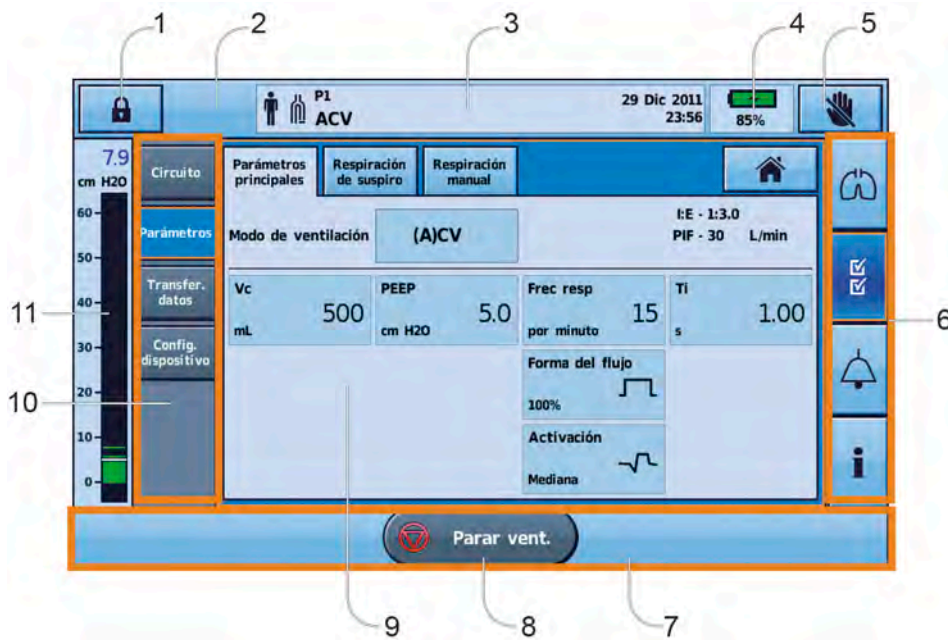 1
2
3
4
5
P1
ACV
29 Dic 2011
23:56
85%
7.9
cm H2O
60
50
40
30
20
10
0
Circuito
Parámetros
Transfer.
datos
Config.
dispositivo
Parámetros
principales
Respiración
de suspiro
Respiración
manual
Modo de ventilación
(A)CV
I:E - 1:3.0
PIF - 30 L/min
Vc
500
mL
PEEP
5.0
cm H2O
Frec resp
15
por minuto
Ti
1.00
s
Forma del flujo
100%
Activación
Mediana
6
11
10
Parar vent.
9
8
7